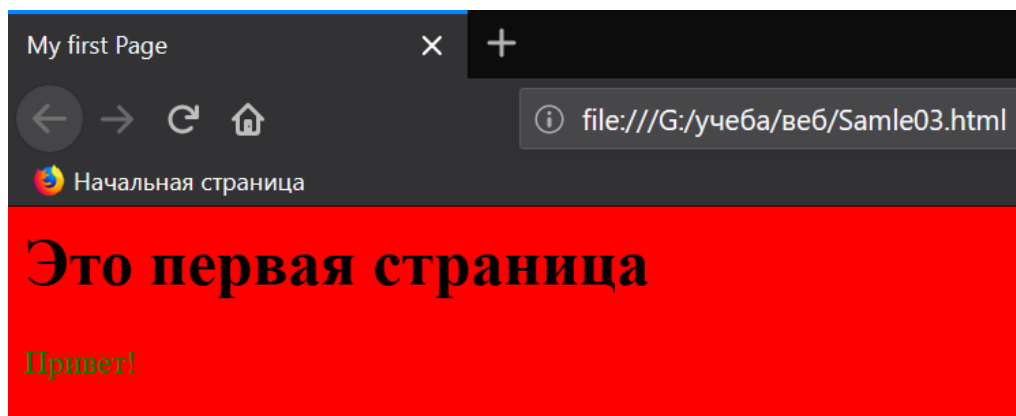 My first Page
file:///G:/учеба/веб/Samle03.html
Начальная страница
Это первая страница
Привет!